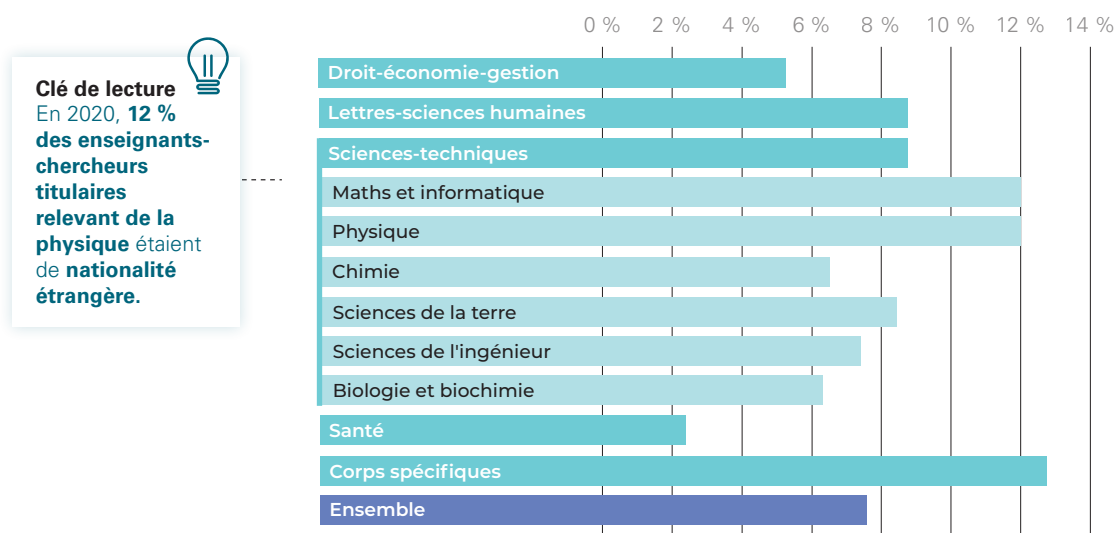 0 % 2 % 4 % 6 % 8 % 10 % 12 % 14 %
Clé de lecture
En 2020, 12 %
des enseignants-
chercheurs
titulaires
relevant de la
physique étaient
de nationalité
étrangère.
Droit-économie-gestion
Lettres-sciences humaines
Sciences-techniques
Maths et informatique
Physique
Chimie
Sciences de la terre
Sciences de l'ingénieur
Biologie et biochimie
Santé
Corps spécifiques
Ensemble